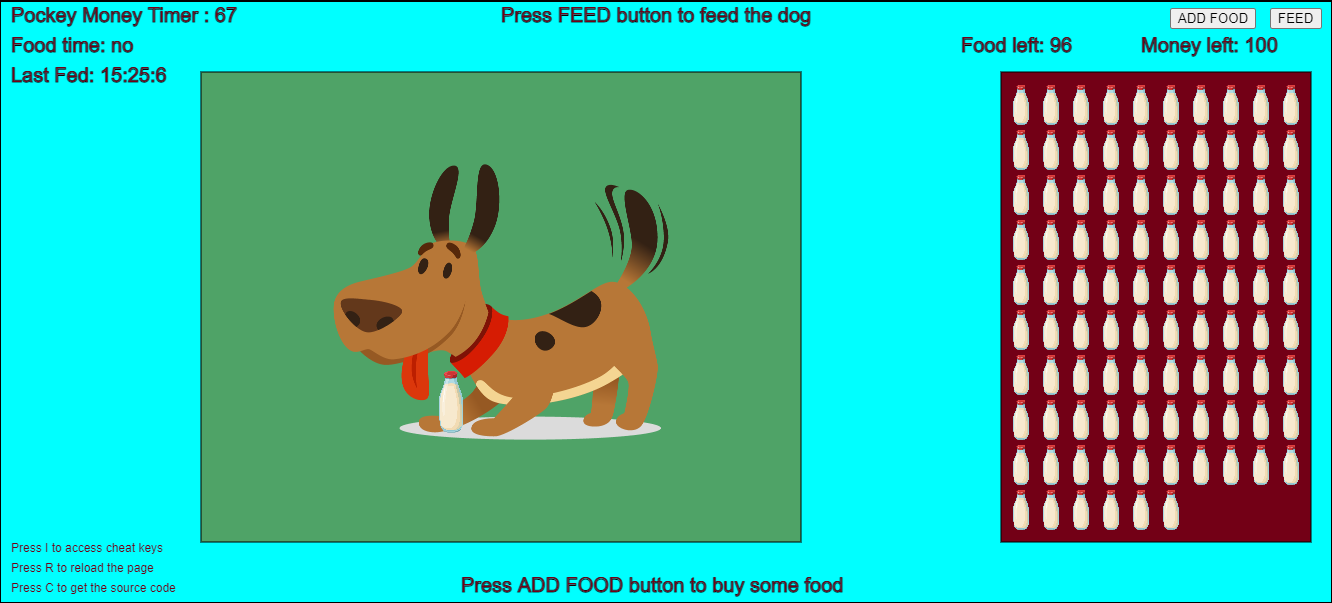 Pockey Money Timer : 67
Press FEED button to feed the dog
ADD FOOD
FEED
Food time: no
Food left: 96
Money left: 100
Last Fed: 15:25:6
Press I to access cheat keys
Press R to reload the page
Press C to get the source code
Press ADD FOOD button to buy some food